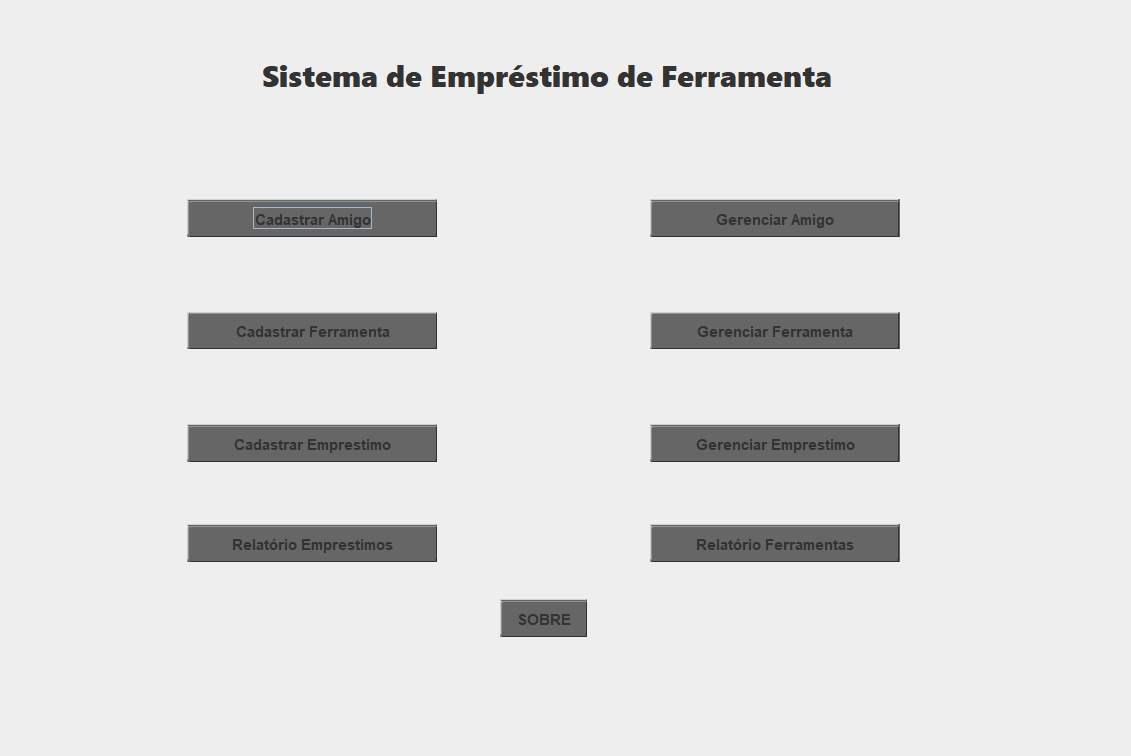 Sistema de Empréstimo de Ferramenta
Cadastrar Amigo
Gerenciar Amigo
Cadastrar Ferramenta
Gerenciar Ferramenta
Cadastrar Emprestimo
Gerenciar Emprestimo
Relatório Emprestimos
Relatório Ferramentas
SOBRE